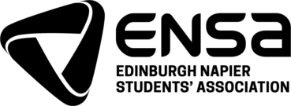 ENSA
EDINBURGH NAPIER
STUDENTS' ASSOCIATION